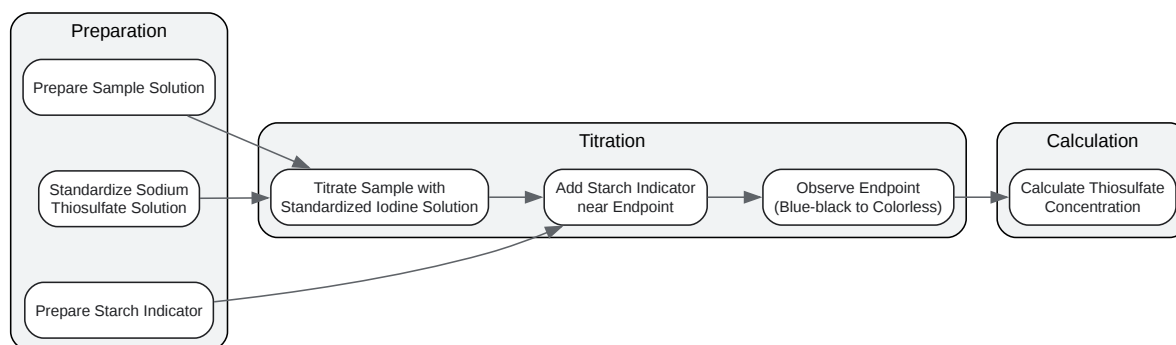 Preparation
Prepare Sample Solution
Standardize Sodium
Thiosulfate Solution
Prepare Starch Indicator
Titration
Titrate Sample with
Standardized Iodine Solution
Add Starch Indicator
near Endpoint
Observe Endpoint
(Blue-black to Colorless)
Calculation
Calculate Thiosulfate
Concentration